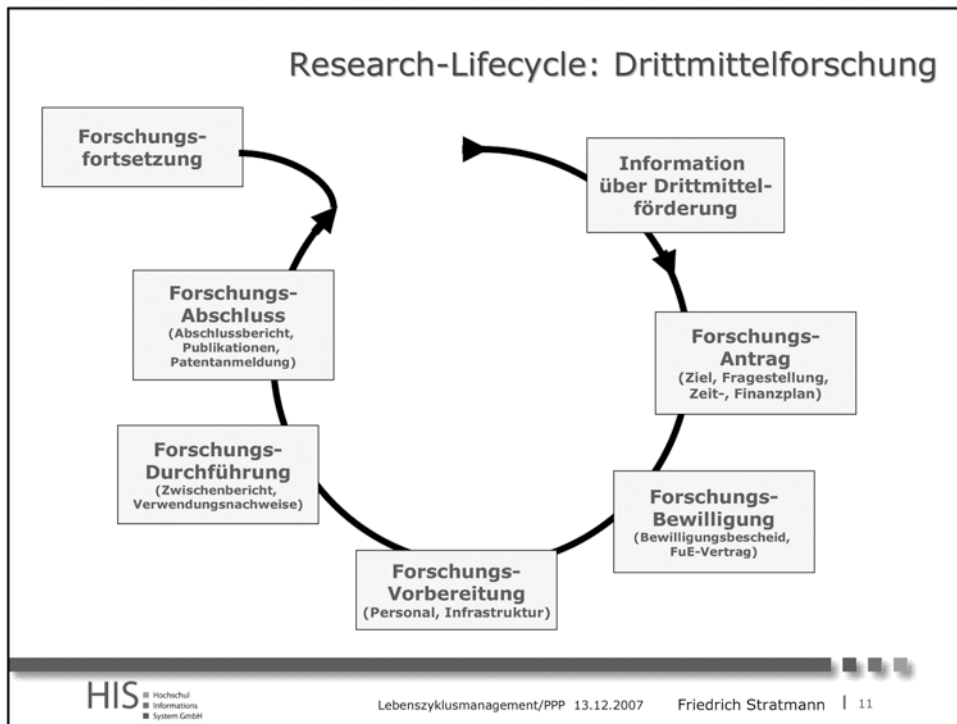 Research-Lifecycle: Drittmittelforschung
Forschungs-
fortsetzung
Information
über Drittmittel-
förderung
Forschungs-
Antrag
(Ziel, Fragestellung,
Zeit-, Finanzplan)
Forschungs-
Bewilligung
(Bewilligungsbescheid,
FuE-Vertrag)
Forschungs-
Vorbereitung
(Personal, Infrastruktur)
Forschungs-
Durchführung
(Zwischenbericht,
Verwendungsnachweise)
Forschungs-
Abschluss
(Abschlussbericht,
Publikationen,
Patentanmeldung)
HIS
Hochschul
Informations
System GmbH
Lebenszyklusmanagement/PPP 13.12.2007 Friedrich Stratmann | 11